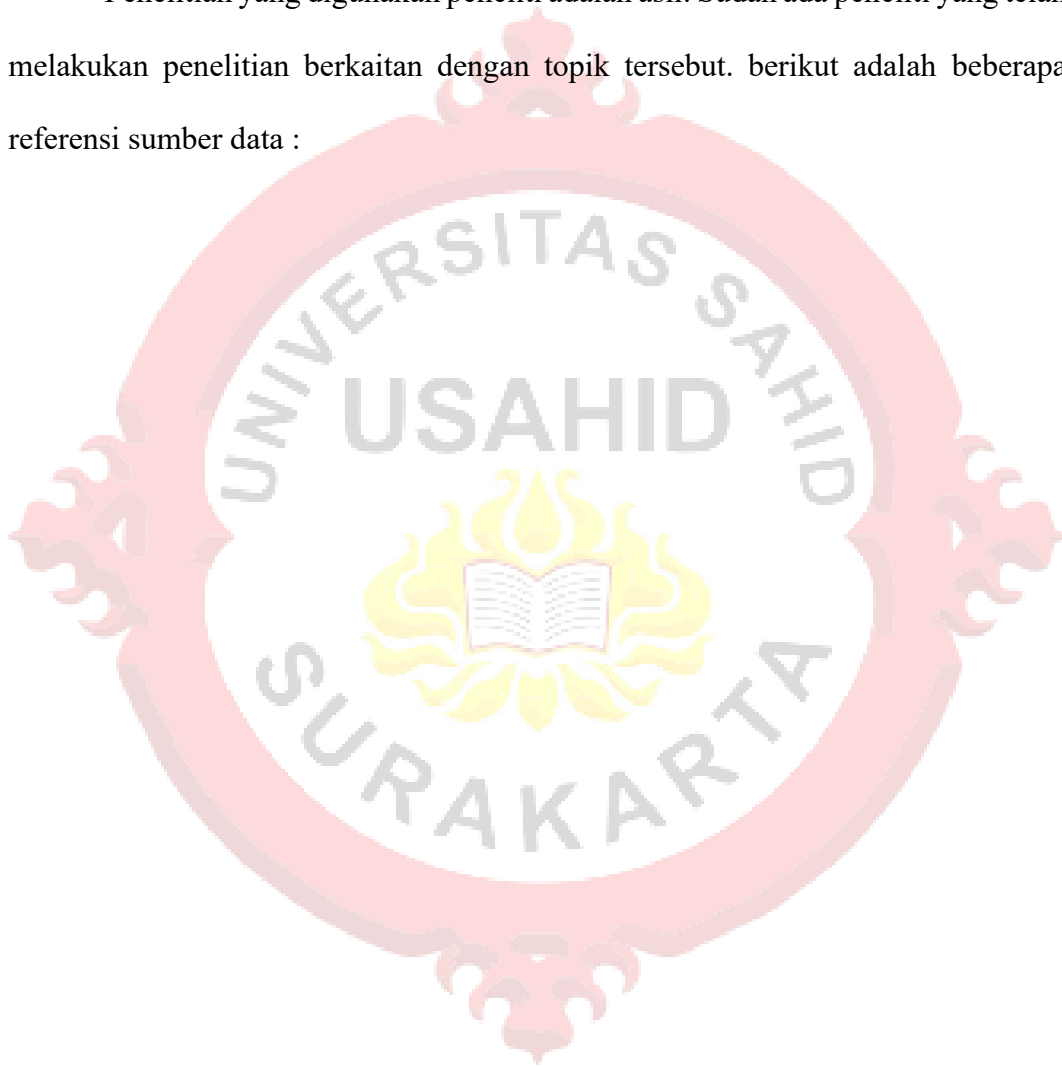 Penelitian yang digunakan peneliti adalah asli. Sudah ada peneliti yang telah
melakukan penelitian berkaitan dengan topik tersebut. berikut adalah beberapa
referensi sumber data :
UNIVERSITAS SAHID
USAHID
SURAKARTA